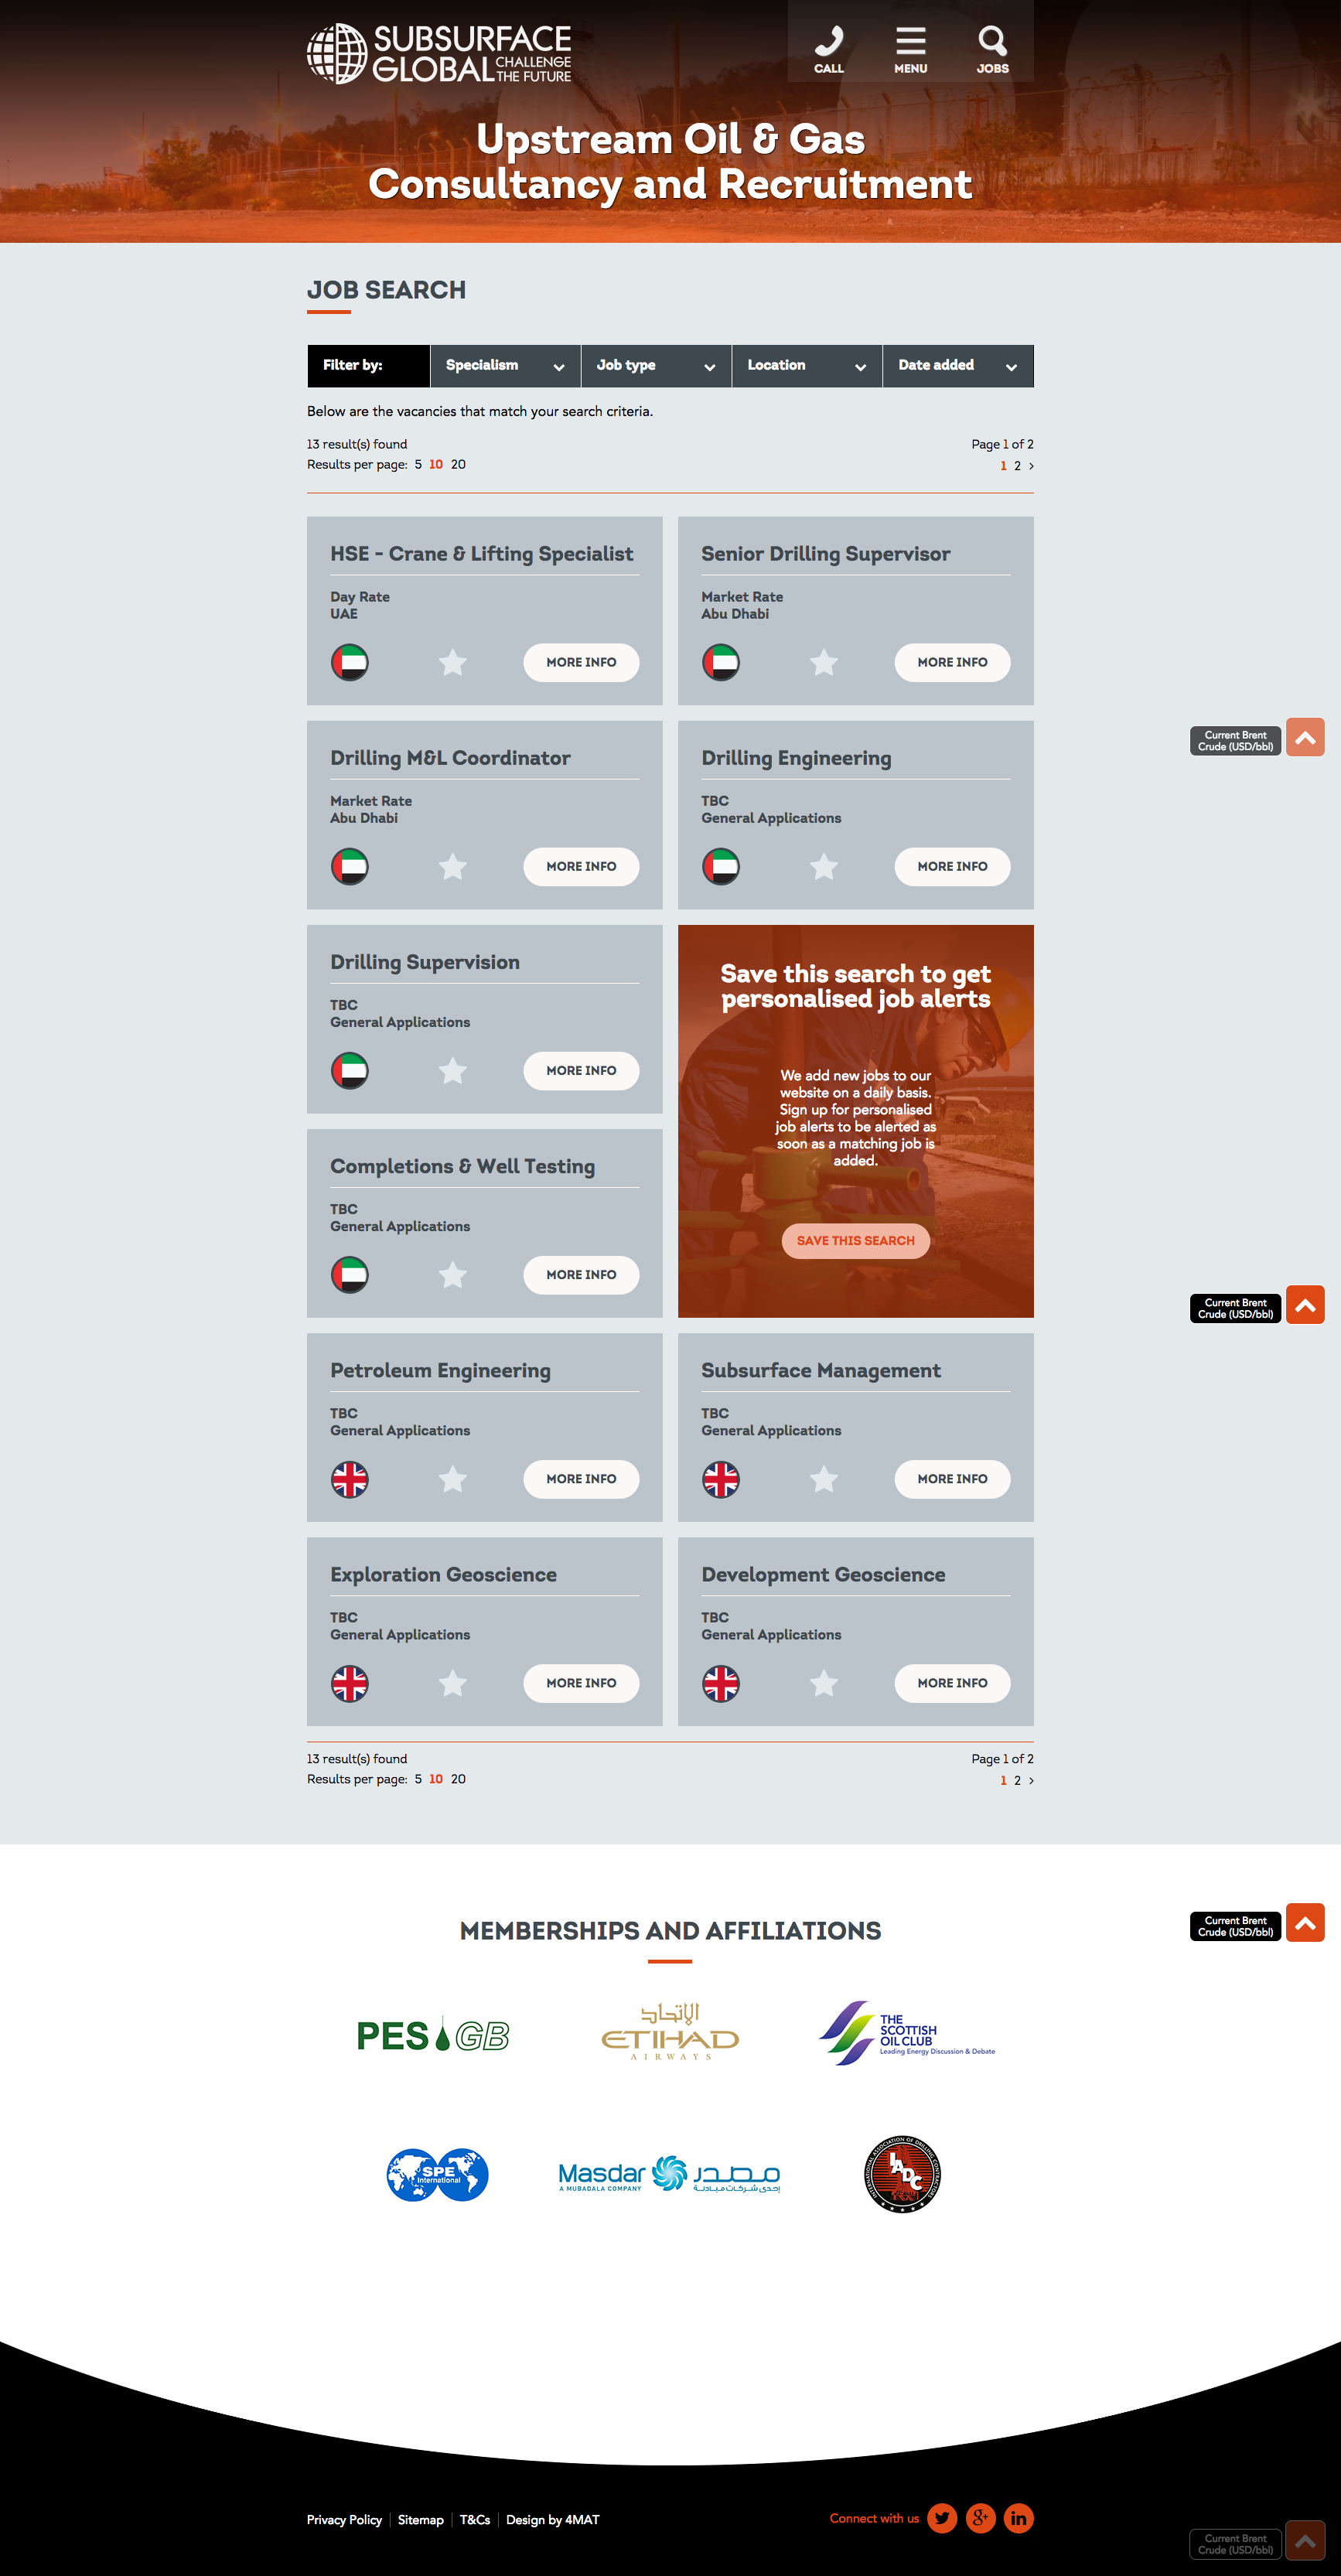 SUBSURFACE
GLOBAL CHALLENGE THE FUTURE
CALL
MENU
JOBS
Upstream Oil & Gas
Consultancy and Recruitment
JOB SEARCH
Filter by:
Specialism
Job type
Location
Date added
Below are the vacancies that match your search criteria.
13 result(s) found
Page 1 of 2
Results per page: 5 10 20
1 2 >
HSE - Crane & Lifting Specialist
Day Rate
UAE
MORE INFO
Senior Drilling Supervisor
Market Rate
Abu Dhabi
MORE INFO
Current Brent
Crude (USD/bbl)
Drilling M&L Coordinator
Market Rate
Abu Dhabi
MORE INFO
Drilling Engineering
TBC
General Applications
MORE INFO
Drilling Supervision
TBC
General Applications
MORE INFO
Save this search to get
personalised job alerts
We add new jobs to our
website on a daily basis.
Sign up for personalised
job alerts to be alerted as
soon as a matching job is
added.
SAVE THIS SEARCH
Completions & Well Testing
TBC
General Applications
MORE INFO
Current Brent
Crude (USD/bbl)
Petroleum Engineering
TBC
General Applications
MORE INFO
Subsurface Management
TBC
General Applications
MORE INFO
Exploration Geoscience
TBC
General Applications
MORE INFO
Development Geoscience
TBC
General Applications
MORE INFO
13 result(s) found
Page 1 of 2
Results per page: 5 10 20
1 2 >
MEMBERSHIPS AND AFFILIATIONS
Current Brent
Crude (USD/bbl)
PES GB
الإتحاد
ETIHAD
AIRWAYS
THE
SCOTTISH
OIL CLUB
Leading Energy Discussion & Debate
SPE
International
Masdar
A MUBADALA COMPANY
مصدر
إحدى شركات مبادلة
INTERNATIONAL ASSOCIATION OF DRILLING CONTRACTORS
IADC
Privacy Policy
Sitemap
T&Cs
Design by 4MAT
Connect with us
g+
in
Current Brent
Crude (USD/bbl)